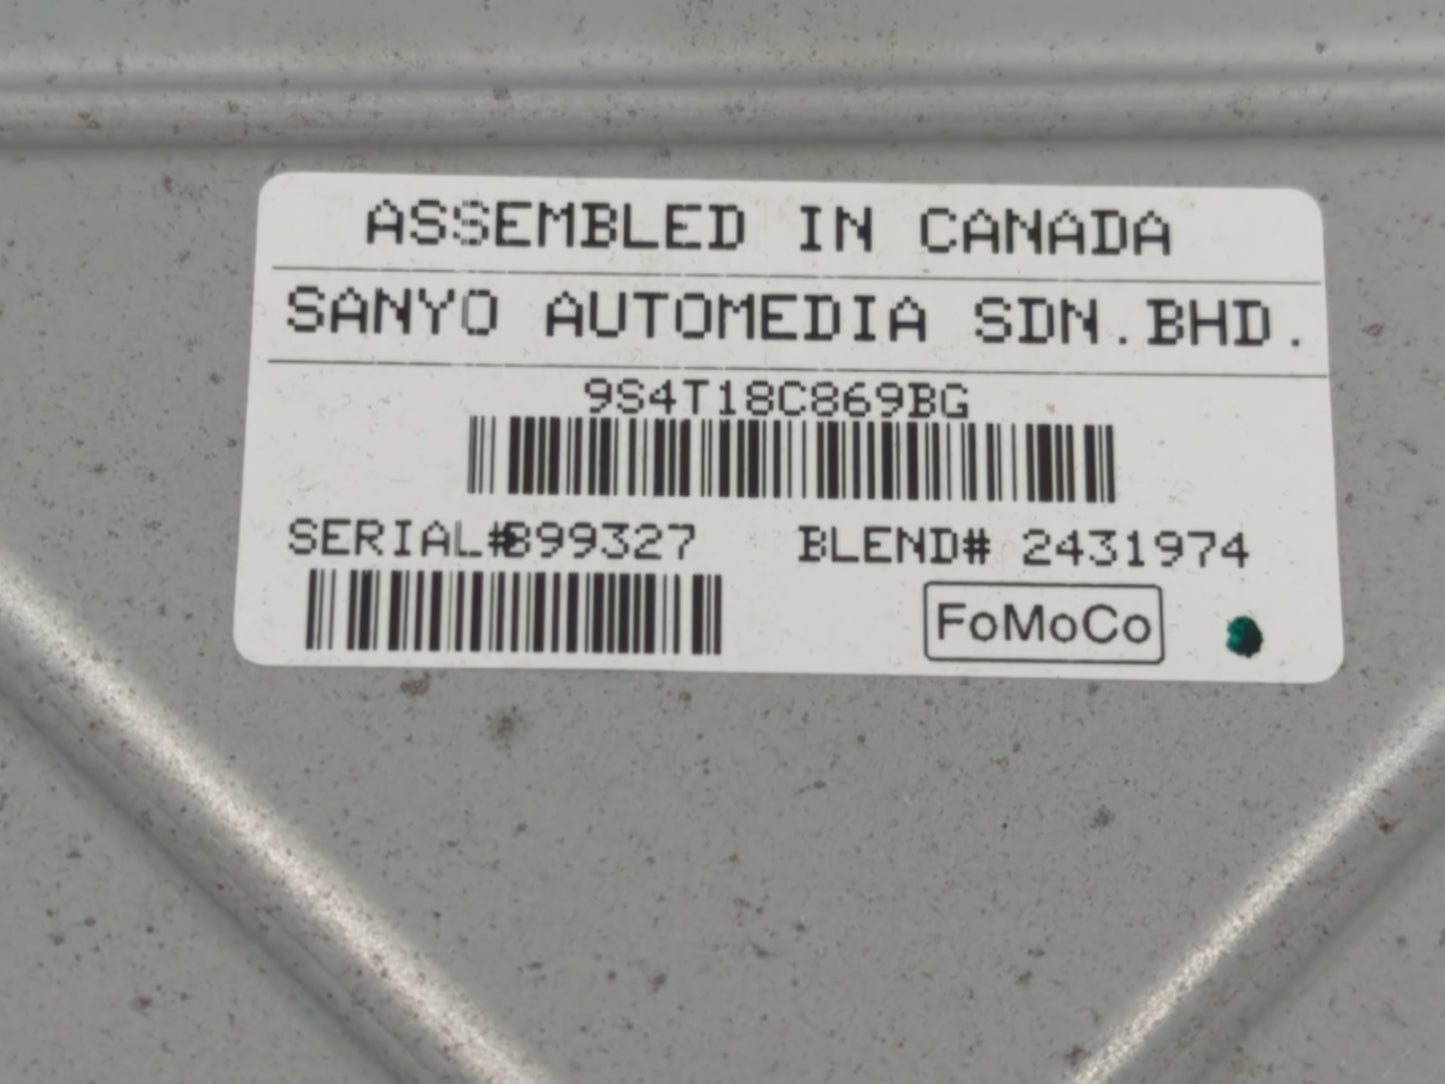 ASSEMBLED IN CANADA
SANYO AUTOMEDIA SDN.BHD.
9S4T18C869BG
SERIAL#899327 BLEND# 2431974
FoMoCo